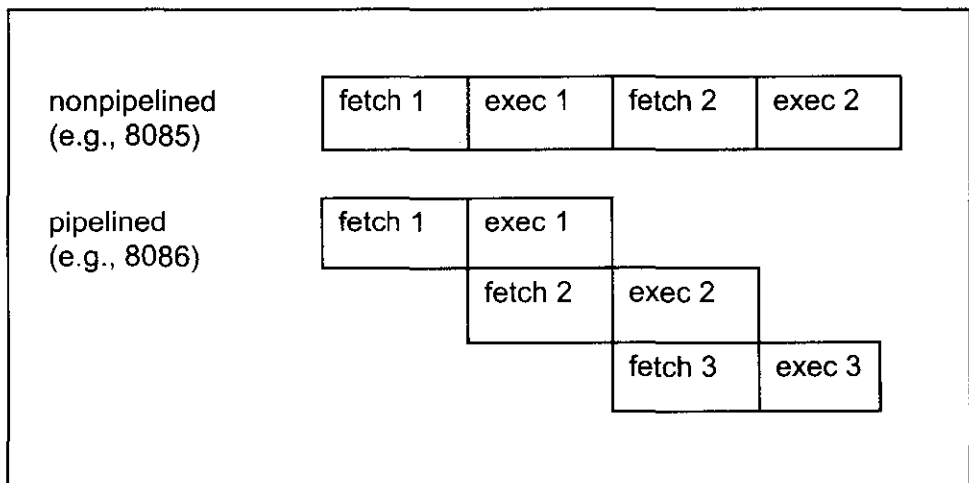 nonpipelined
(e.g., 8085)
fetch 1
exec 1
fetch 2
exec 2
pipelined
(e.g., 8086)
fetch 1
exec 1
fetch 2
exec 2
fetch 3
exec 3